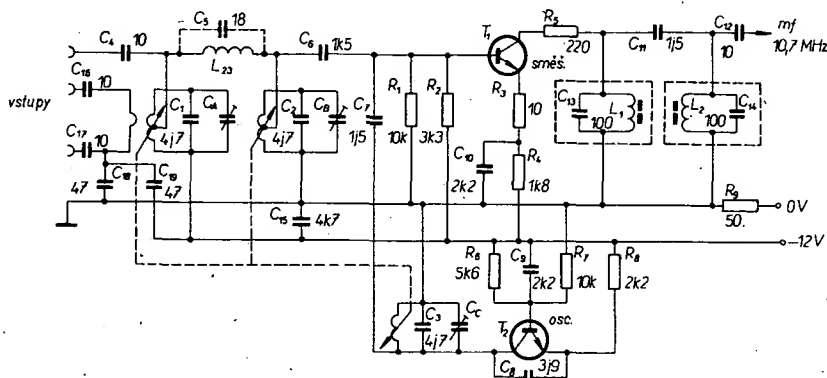 C5 18
C4 10
L23
C6 1k5
T1
směš.
R5 220
C11 1j5
C12 10
mf
10,7 MHz
vstupy
C16 10
C17 10
C18 47
C19 47
C1 4j7
CA
C2 4j7
CB
C7 1j5
R1 10k
R2 3k3
R3 10
C10 2k2
R4 1k8
C13 100
L1
L2
C14 100
R9 50.
0V
-12V
C15 4k7
R6 5k6
C9 2k2
R7 10k
R8 2k2
C3 4j7
CC
T2
osc.
C8 3j9